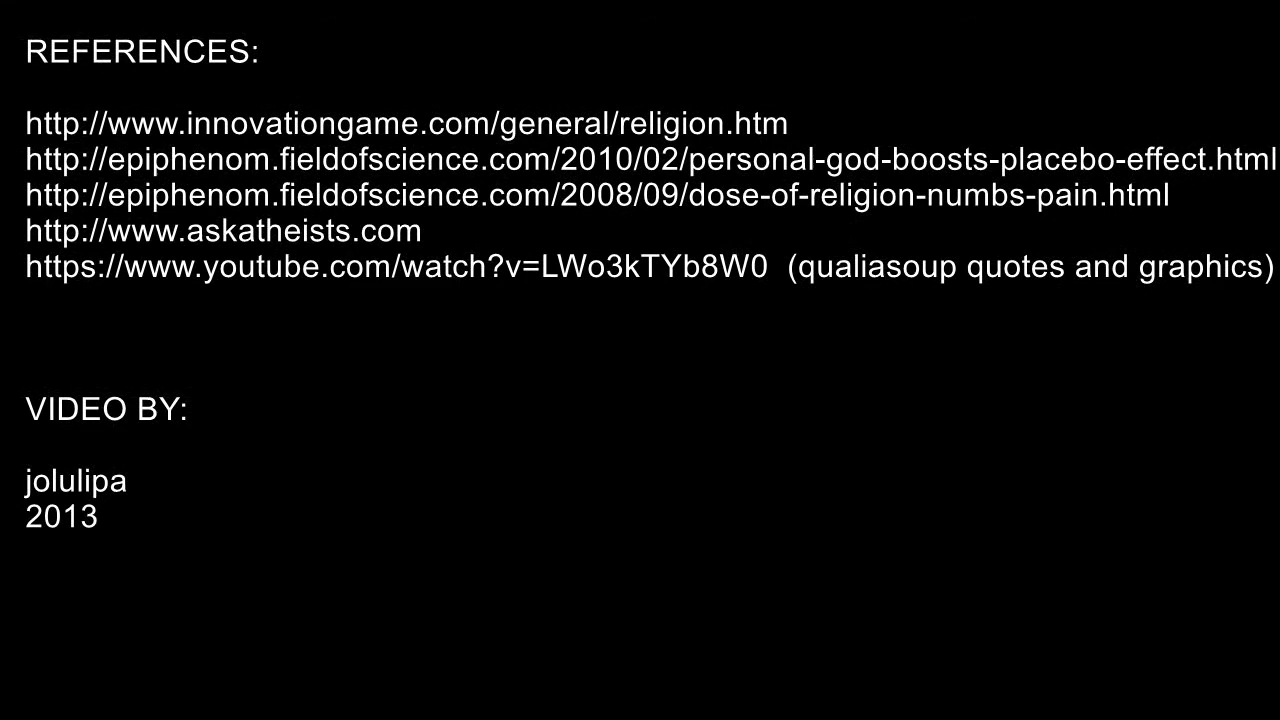 REFERENCES:
http://www.innovationgame.com/general/religion.htm
http://epiphenom.fieldofscience.com/2010/02/personal-god-boosts-placebo-effect.html
http://epiphenom.fieldofscience.com/2008/09/dose-of-religion-numbs-pain.html
http://www.askatheists.com
https://www.youtube.com/watch?v=LWo3kTYb8W0  (qualiasoup quotes and graphics)
VIDEO BY:
jolulipa
2013